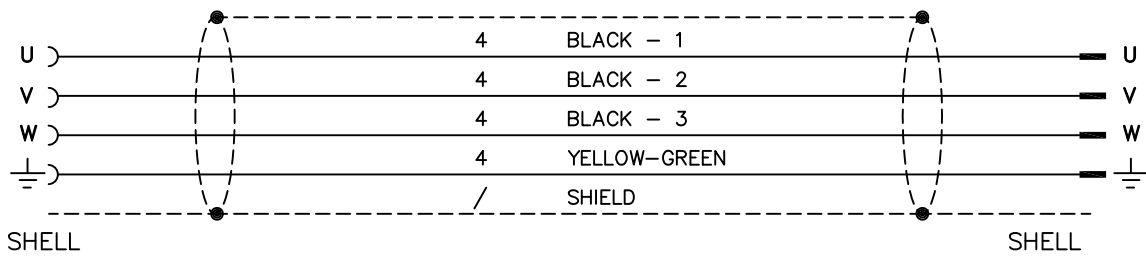 4 BLACK - 1
U U
4 BLACK - 2
V V
4 BLACK - 3
W W
4 YELLOW-GREEN
/ SHIELD
SHELL SHELL